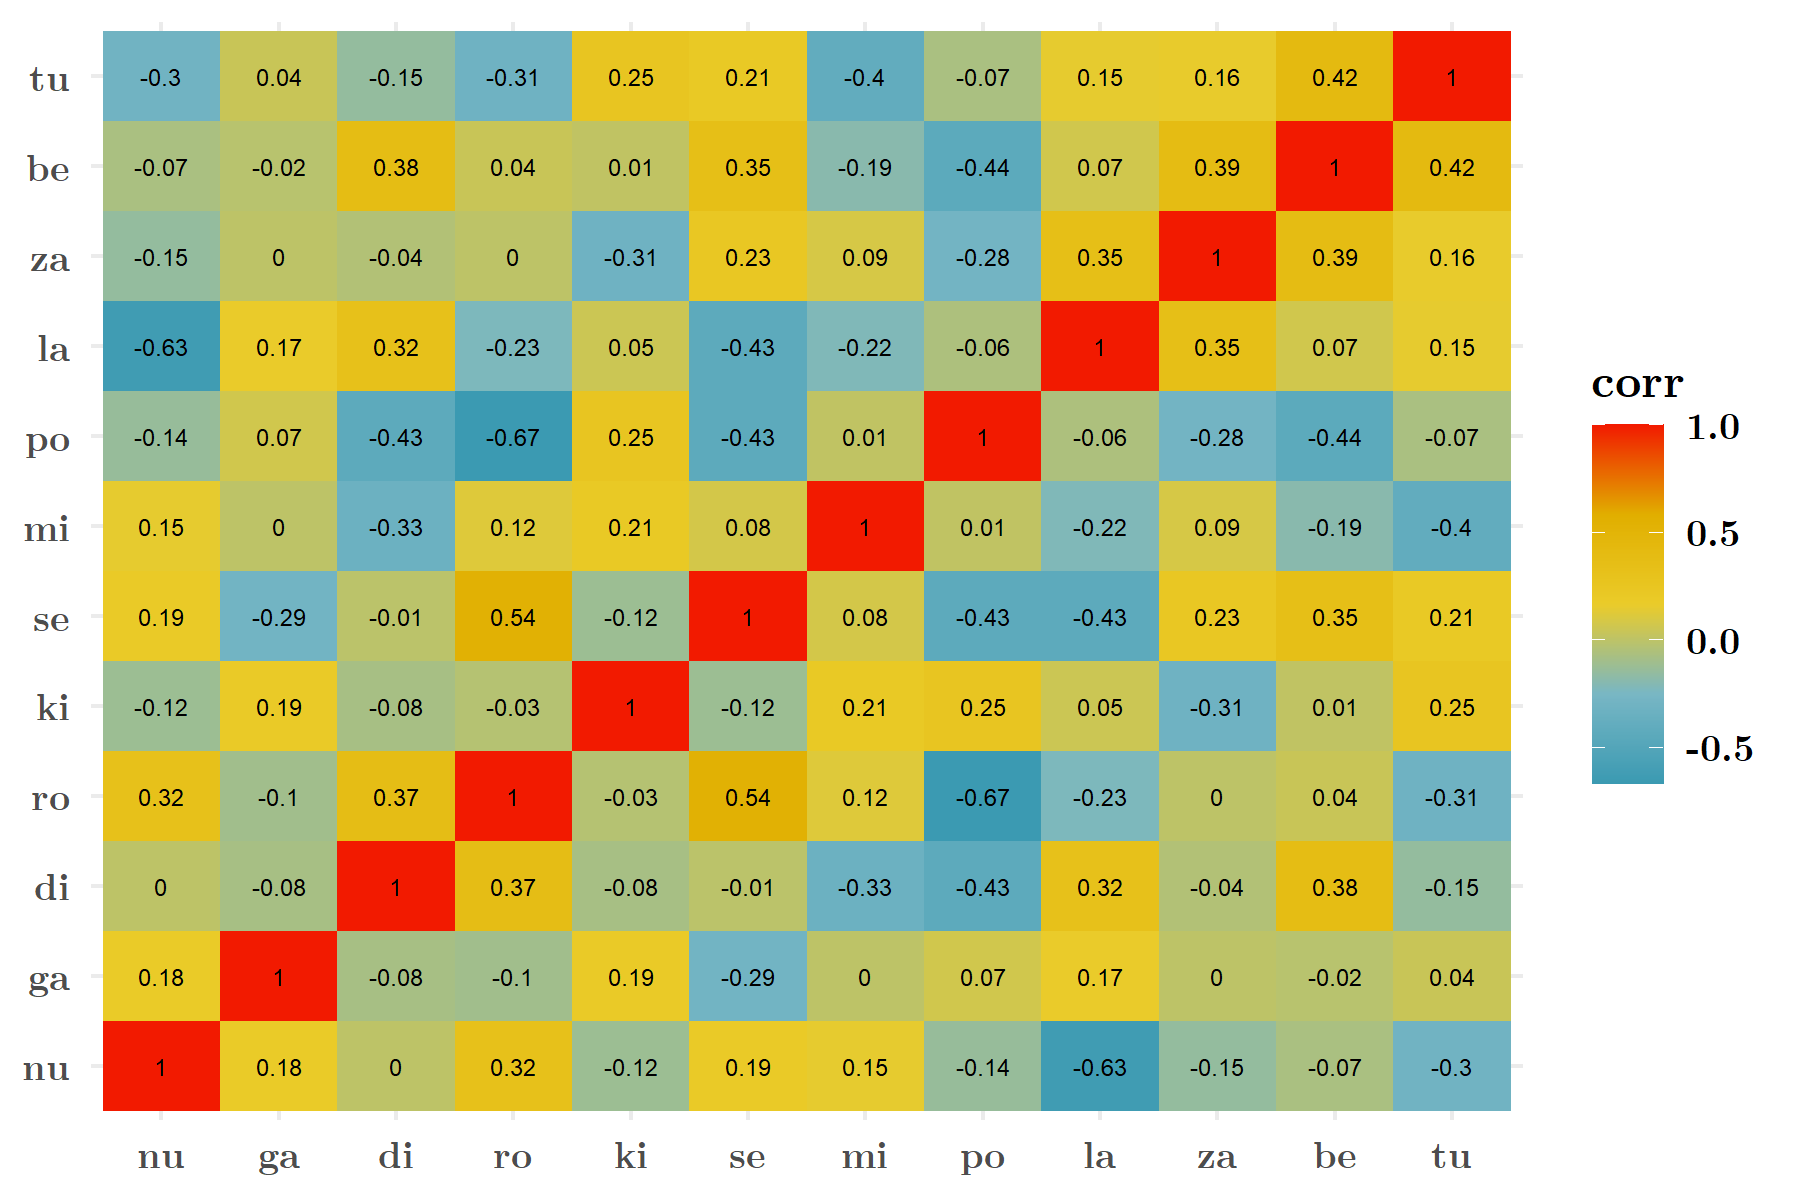 tu -0.3 0.04 -0.15 -0.31 0.25 0.21 -0.4 -0.07 0.15 0.16 0.42 1
be -0.07 -0.02 0.38 0.04 0.01 0.35 -0.19 -0.44 0.07 0.39 1 0.42
za -0.15 0 -0.04 0 -0.31 0.23 0.09 -0.28 0.35 1 0.39 0.16
la -0.63 0.17 0.32 -0.23 0.05 -0.43 -0.22 -0.06 1 0.35 0.07 0.15
po -0.14 0.07 -0.43 -0.67 0.25 -0.43 0.01 1 -0.06 -0.28 -0.44 -0.07
mi 0.15 0 -0.33 0.12 0.21 0.08 1 0.01 -0.22 0.09 -0.19 -0.4
se 0.19 -0.29 -0.01 0.54 -0.12 1 0.08 -0.43 -0.43 0.23 0.35 0.21
ki -0.12 0.19 -0.08 -0.03 1 -0.12 0.21 0.25 0.05 -0.31 0.01 0.25
ro 0.32 -0.1 0.37 1 -0.03 0.54 0.12 -0.67 -0.23 0 0.04 -0.31
di 0 -0.08 1 0.37 -0.08 -0.01 -0.33 -0.43 0.32 -0.04 0.38 -0.15
ga 0.18 1 -0.08 -0.1 0.19 -0.29 0 0.07 0.17 0 -0.02 0.04
nu 1 0.18 0 0.32 -0.12 0.19 0.15 -0.14 -0.63 -0.15 -0.07 -0.3
nu ga di ro ki se mi po la za be tu
corr
1.0
0.5
0.0
-0.5